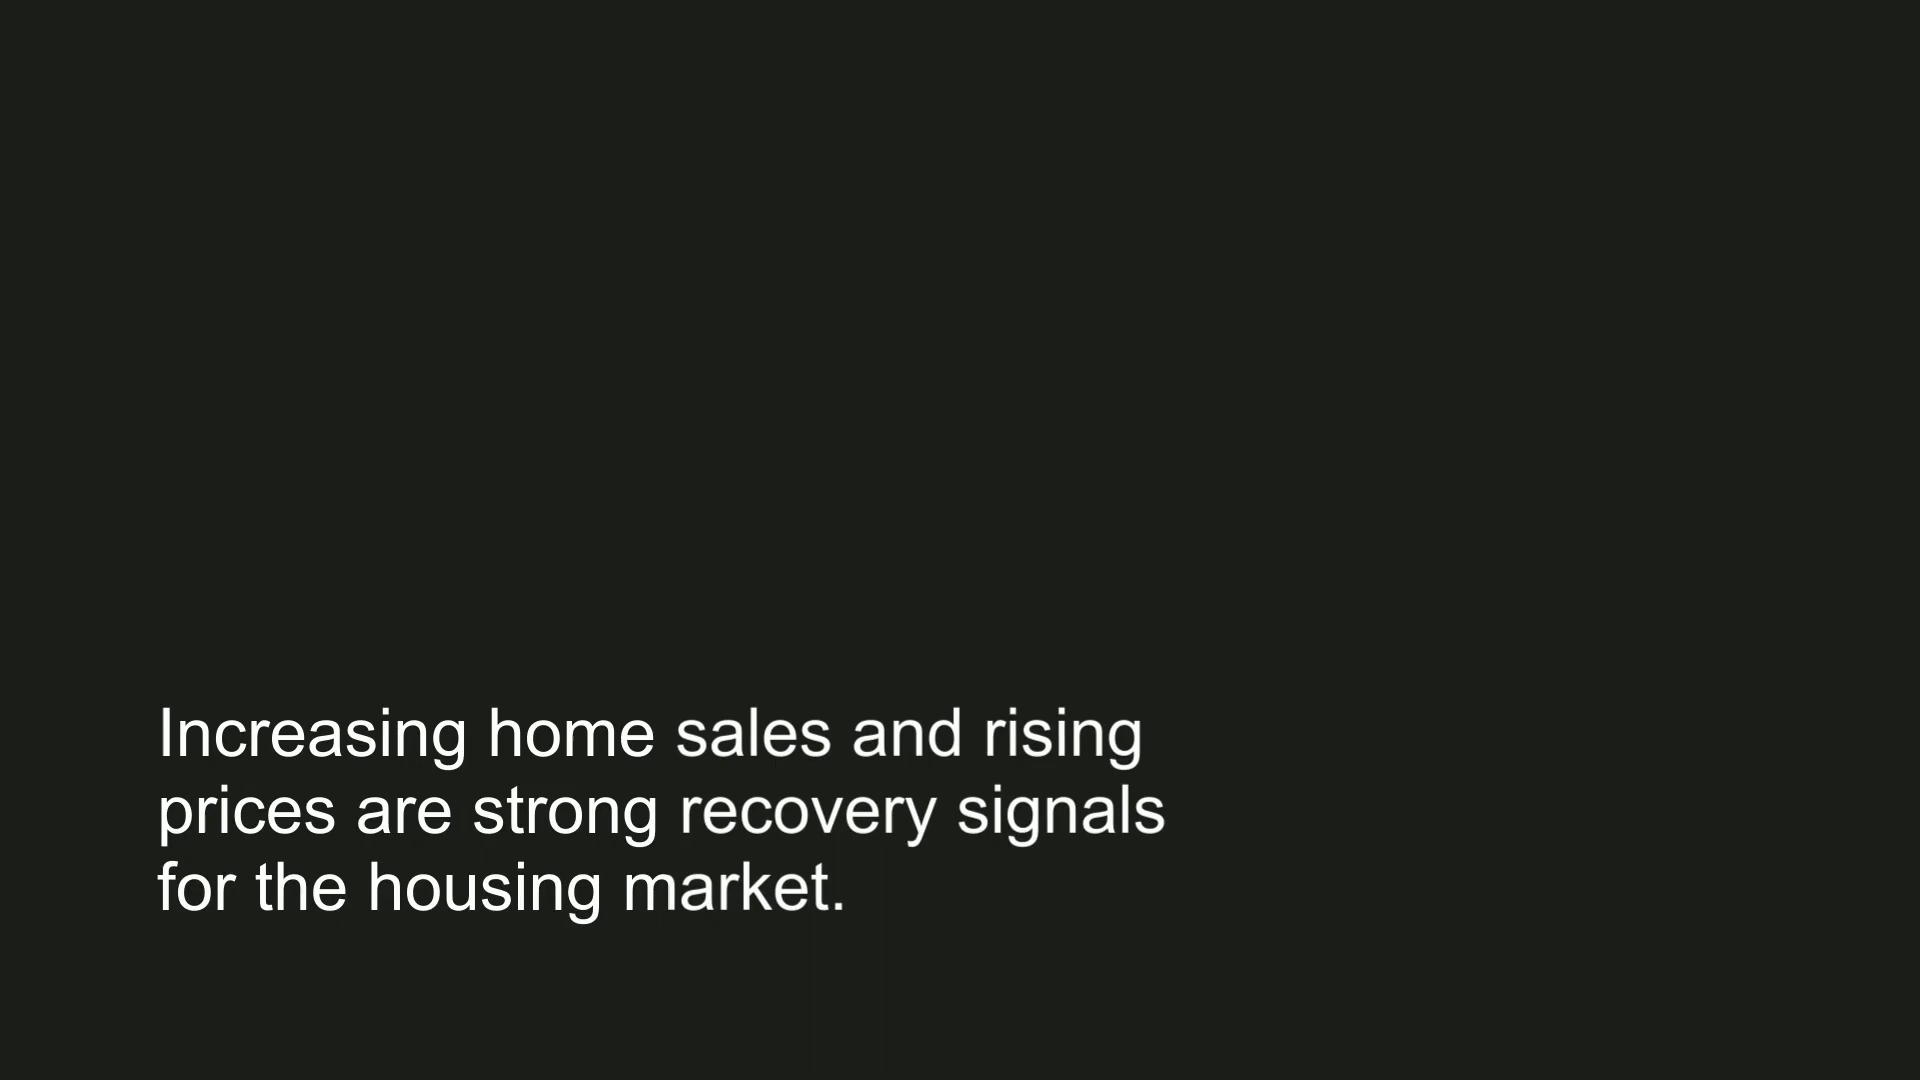 Increasing home sales and rising
prices are strong recovery signals
for the housing market.